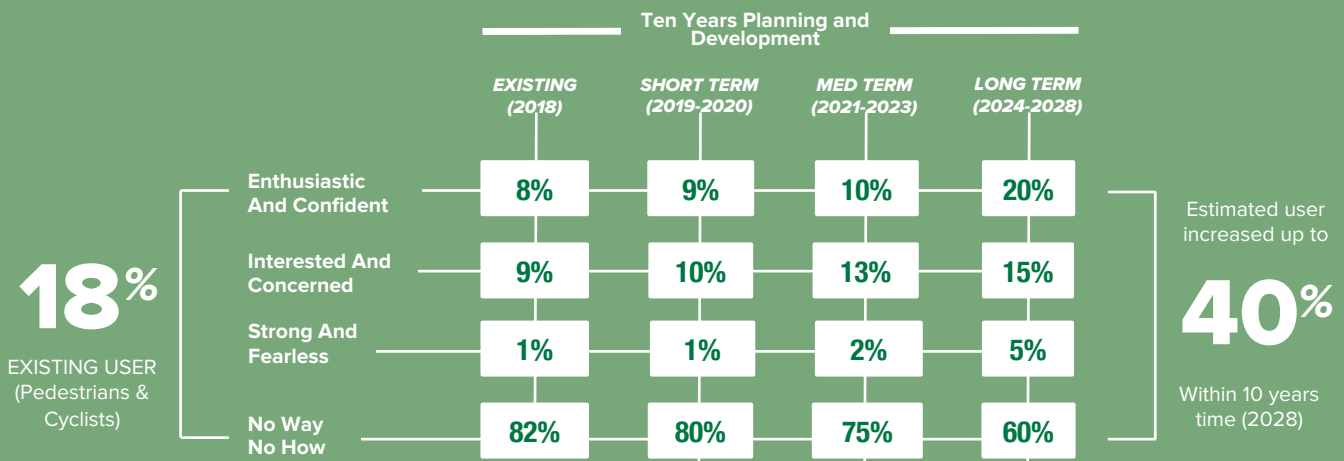 Ten Years Planning and
Development
EXISTING
(2018)
SHORT TERM
(2019-2020)
MED TERM
(2021-2023)
LONG TERM
(2024-2028)
Enthusiastic
And Confident
8%
9%
10%
20%
Interested And
Concerned
9%
10%
13%
15%
Strong And
Fearless
1%
1%
2%
5%
No Way
No How
82%
80%
75%
60%
18%
EXISTING USER
(Pedestrians &
Cyclists)
Estimated user
increased up to
40%
Within 10 years
time (2028)